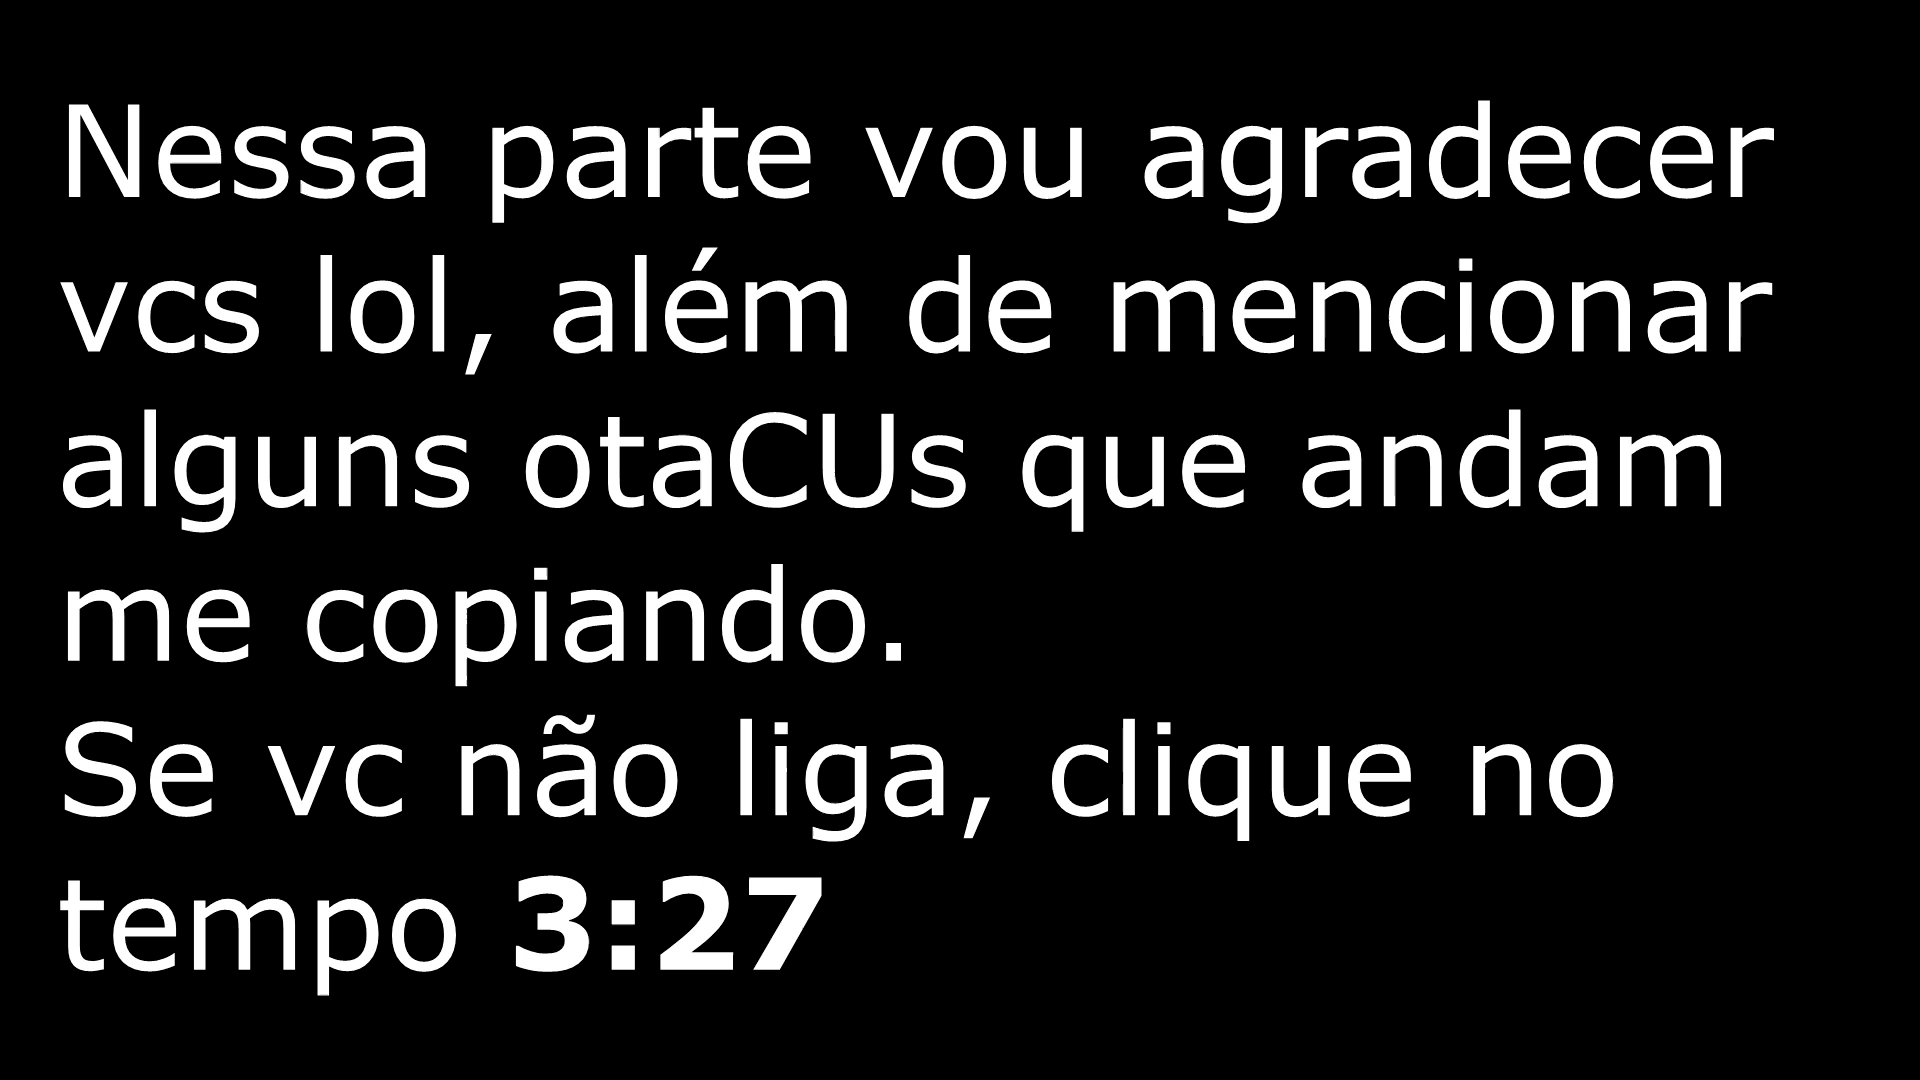 Nessa parte vou agradecer
vcs lol, além de mencionar
alguns otaCUs que andam
me copiando.
Se vc não liga, clique no
tempo 3:27